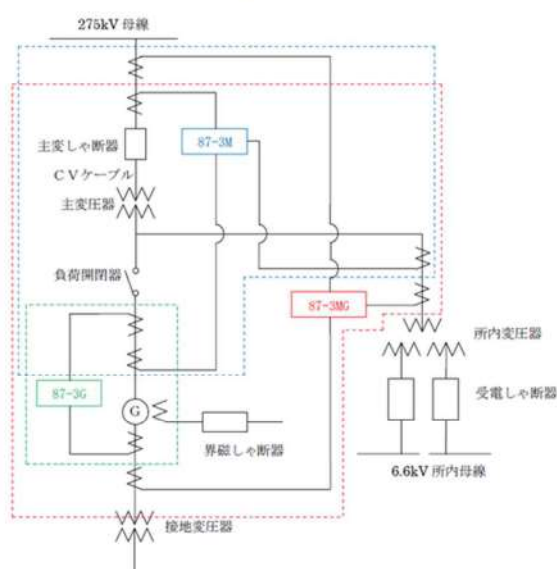 275kV 母線
87-3M
主変しゃ断器
CVケーブル
主変圧器
負荷開閉器
87-3MG
所内変圧器
87-3G
G
受電しゃ断器
界磁しゃ断器
6.6kV 所内母線
接地変圧器